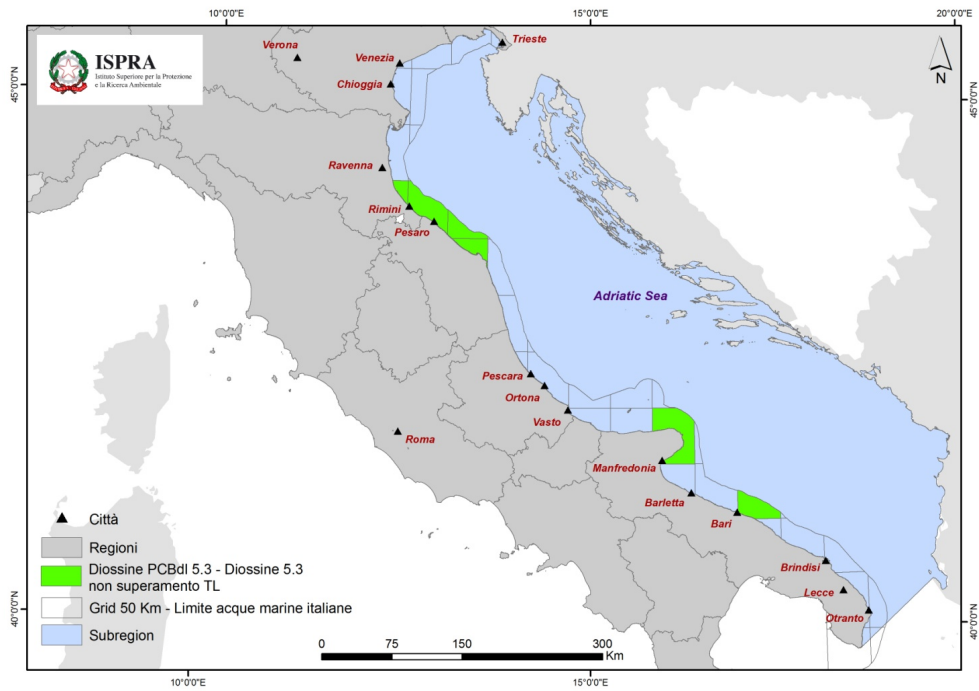 10°0'0"E
15°0'0"E
20°0'0"E
ISPRA
Istituto Superiore per la Protezione
e la Ricerca Ambientale
N
45°0'0"N
45°0'0"N
Verona
Venezia
Trieste
Chioggia
Ravenna
Rimini
Pesaro
Adriatic Sea
Pescara
Ortona
Vasto
Roma
Manfredonia
Barletta
Bari
Brindisi
Lecce
Otranto
Città
Regioni
Diossine PCBdl 5.3 - Diossine 5.3
non superamento TL
Grid 50 Km - Limite acque marine italiane
Subregion
40°0'0"N
40°0'0"N
0 75 150 300
Km
10°0'0"E
15°0'0"E